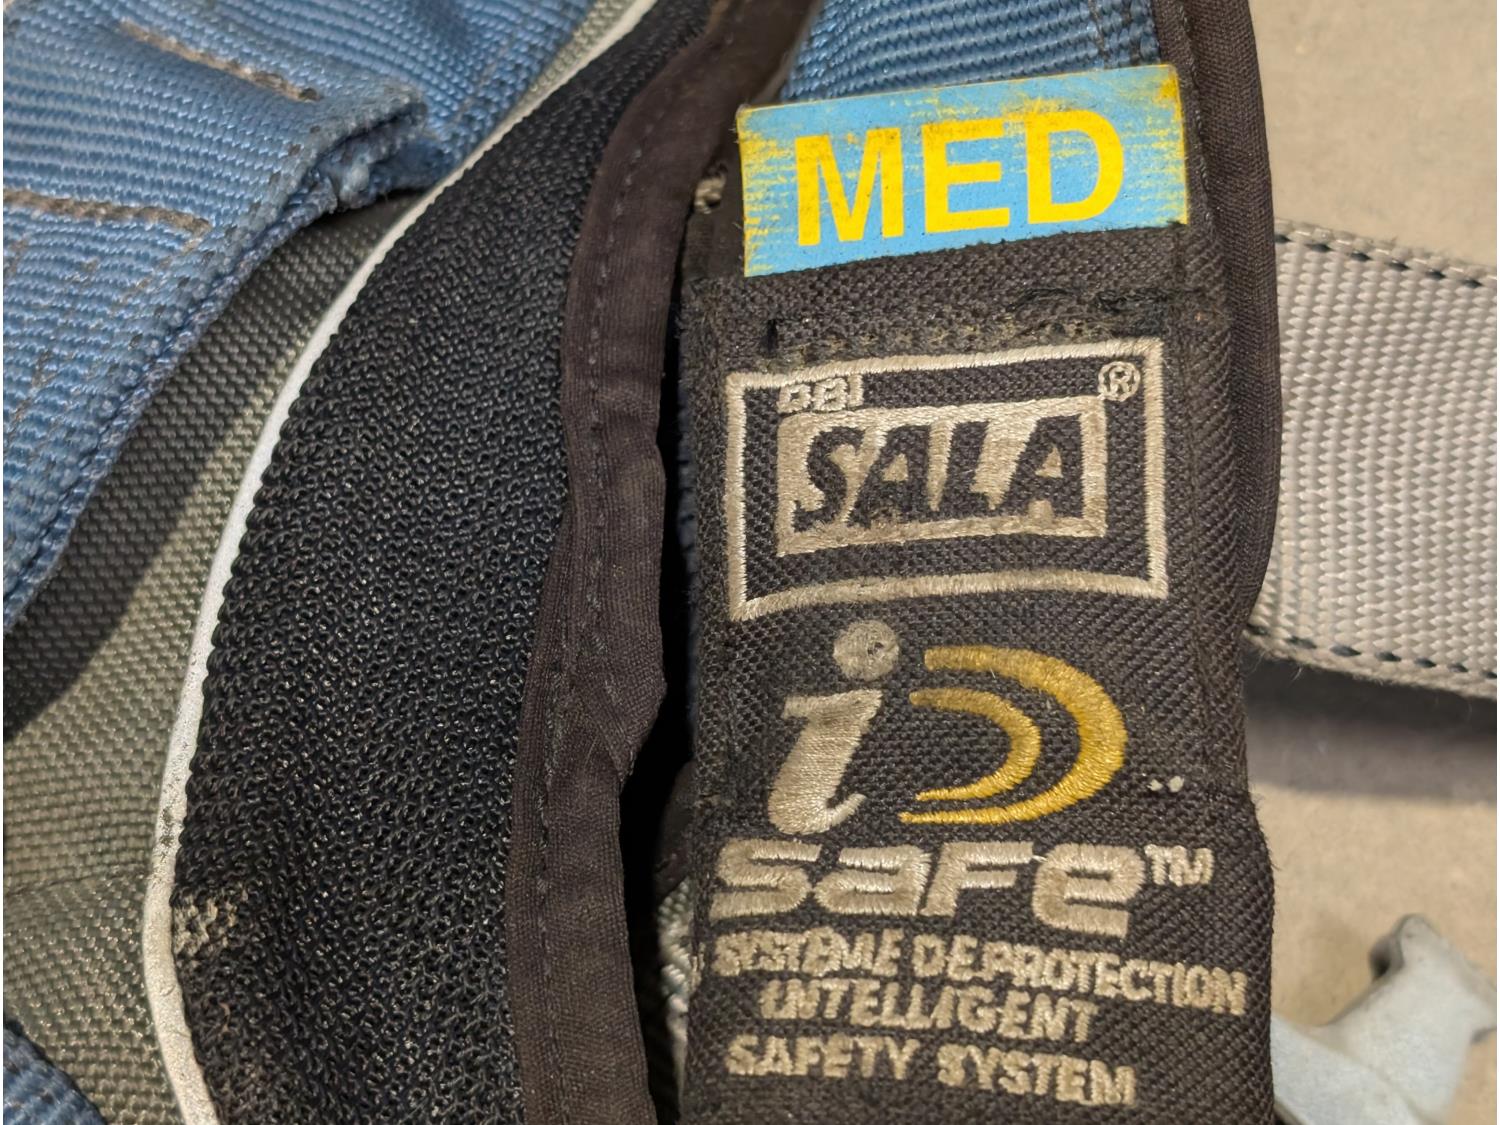 MED
DBI
SALA®
i
safe™
SYSTÈME DE PROTECTION
INTELLIGENT
SAFETY SYSTEM